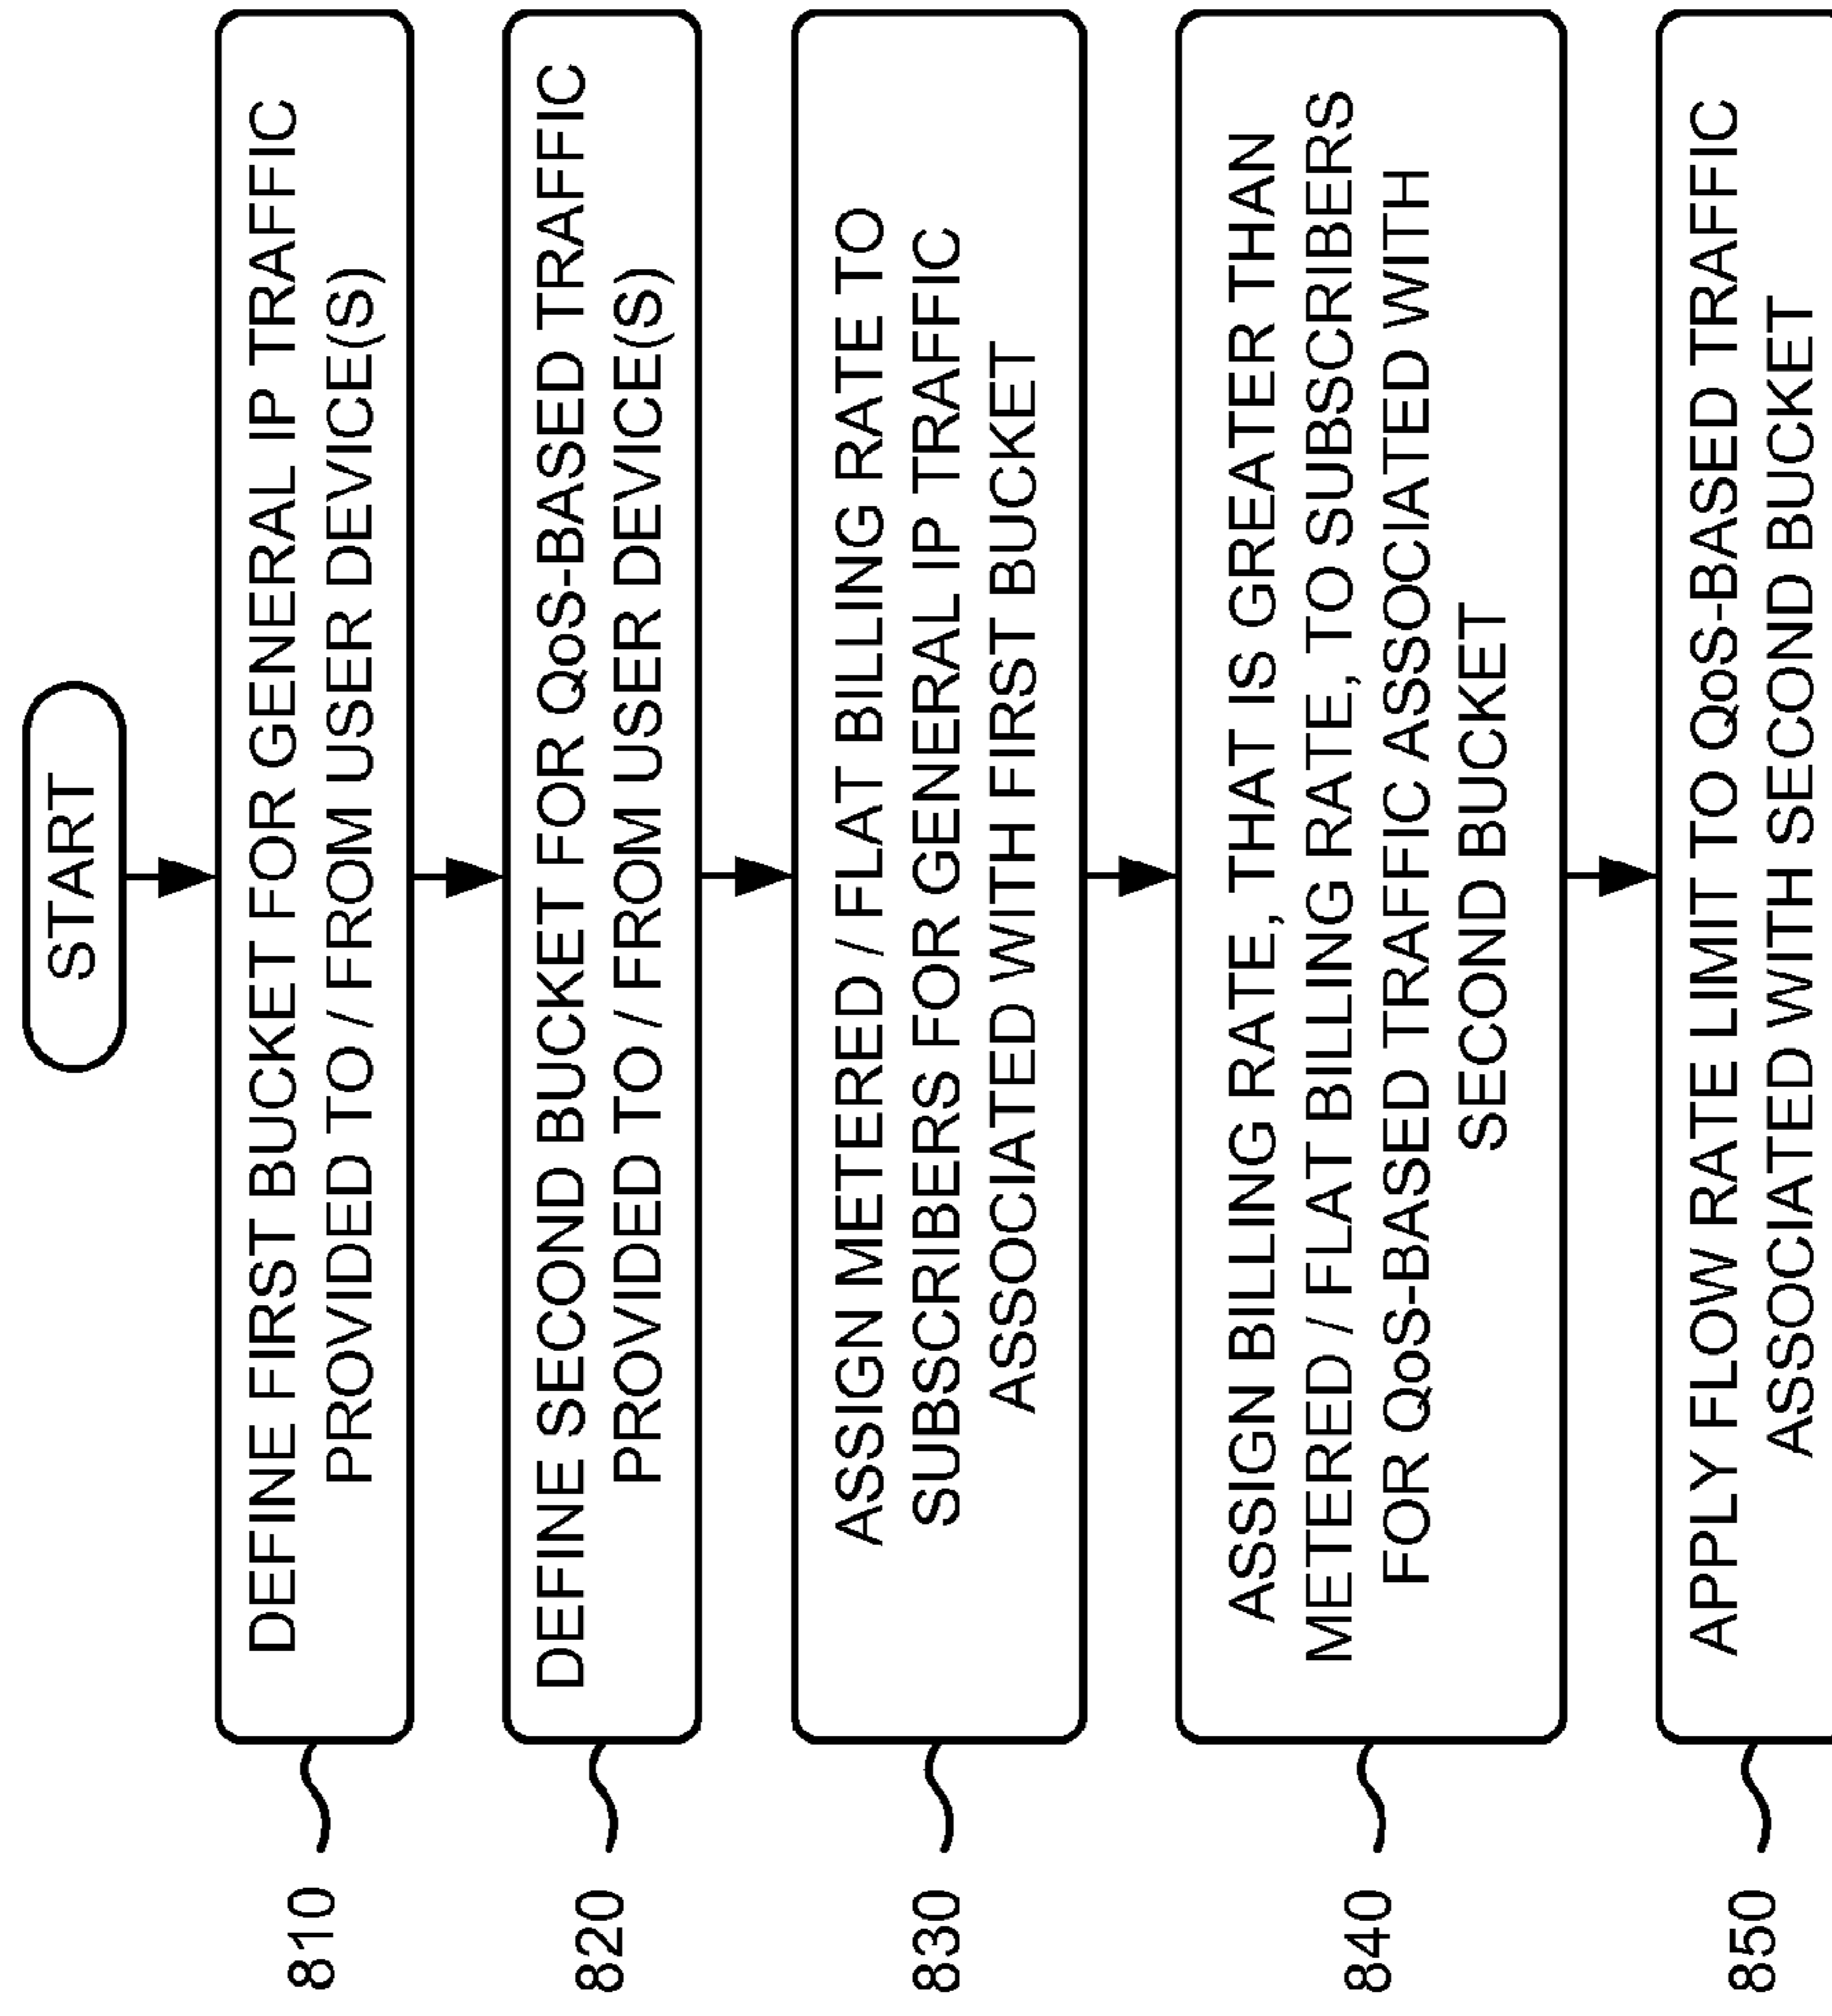 START
810
DEFINE FIRST BUCKET FOR GENERAL IP TRAFFIC
PROVIDED TO / FROM USER DEVICE(S)
820
DEFINE SECOND BUCKET FOR QoS-BASED TRAFFIC
PROVIDED TO / FROM USER DEVICE(S)
830
ASSIGN METERED / FLAT BILLING RATE TO
SUBSCRIBERS FOR GENERAL IP TRAFFIC
ASSOCIATED WITH FIRST BUCKET
840
ASSIGN BILLING RATE, THAT IS GREATER THAN
METERED / FLAT BILLING RATE, TO SUBSCRIBERS
FOR QoS-BASED TRAFFIC ASSOCIATED WITH
SECOND BUCKET
850
APPLY FLOW RATE LIMIT TO QoS-BASED TRAFFIC
ASSOCIATED WITH SECOND BUCKET